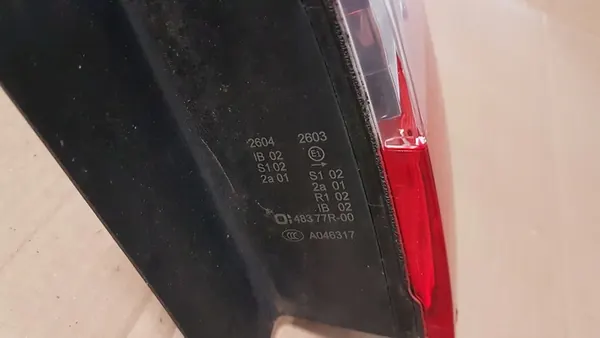 2604 2603
IB 02 E1
S1 02
2a 01 S1 02
2a 01
R1 02
IB 02
48377R-00
CCC A046317